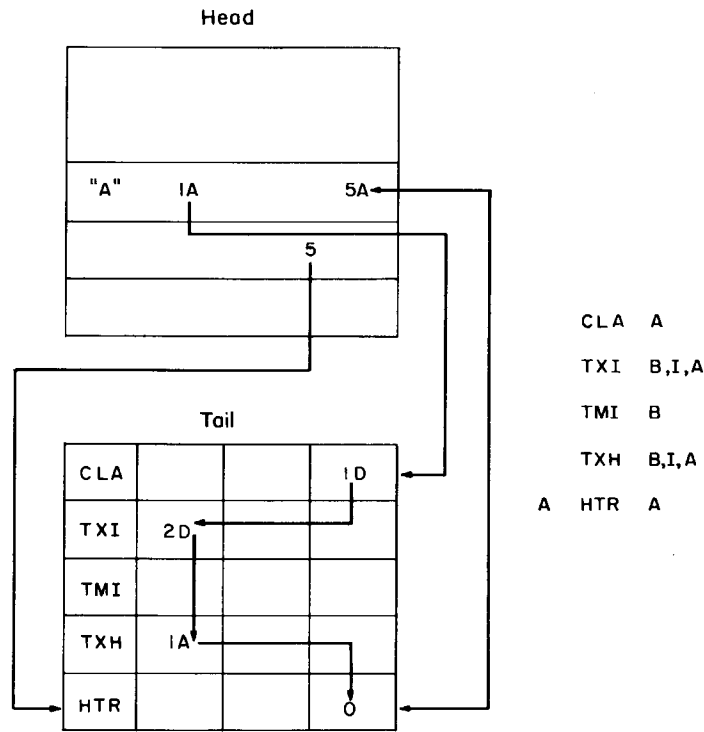 Head
"A" 1A 5A
5
Tail
CLA 1D
TXI 2D
TMI
TXH 1A
HTR 0
CLA A
TXI B,I,A
TMI B
TXH B,I,A
A HTR A